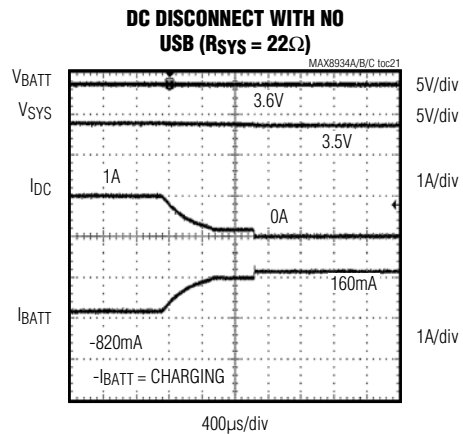 DC DISCONNECT WITH NO
USB (RSYS = 22Ω)
MAX8934A/B/C toc21
VBATT
5V/div
3.6V
VSYS
5V/div
3.5V
1A
1A/div
IDC
0A
160mA
IBATT
-820mA
1A/div
-IBATT = CHARGING
400µs/div